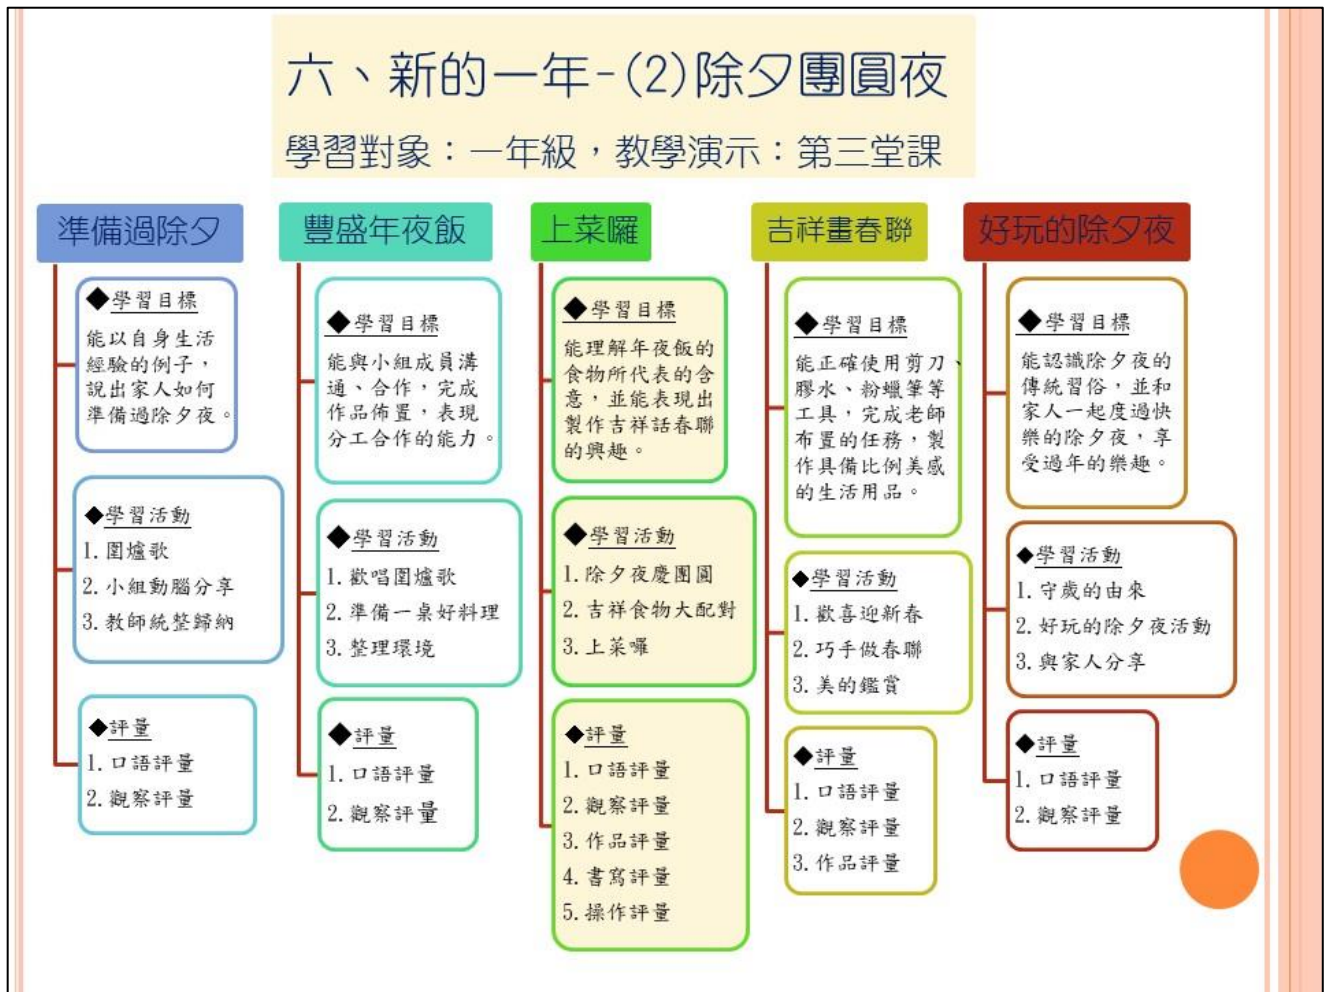 六、新的一年-(2)除夕團圓夜
學習對象：一年級，教學演示：第三堂課
準備過除夕
◆學習目標
能以自身生活
經驗的例子，
說出家人如何
準備過除夕夜。
◆學習活動
1.圍爐歌
2.小組動腦分享
3.教師統整歸納
◆評量
1.口語評量
2.觀察評量
豐盛年夜飯
◆學習目標
能與小組成員溝
通、合作，完成
作品佈置，表現
分工合作的能力。
◆學習活動
1.歡唱圍爐歌
2.準備一桌好料理
3.整理環境
◆評量
1.口語評量
2.觀察評量
上菜囉
◆學習目標
能理解年夜飯的
食物所代表的含
意，並能表現出
製作吉祥話春聯
的興趣。
◆學習活動
1.除夕夜慶團圓
2.吉祥食物大配對
3.上菜囉
◆評量
1.口語評量
2.觀察評量
3.作品評量
4.書寫評量
5.操作評量
吉祥畫春聯
◆學習目標
能正確使用剪刀、
膠水、粉蠟筆等
工具，完成老師
布置的任務，製
作具備比例美感
的生活用品。
◆學習活動
1.歡喜迎新春
2.巧手做春聯
3.美的鑑賞
◆評量
1.口語評量
2.觀察評量
3.作品評量
好玩的除夕夜
◆學習目標
能認識除夕夜的
傳統習俗，並和
家人一起度過快
樂的除夕夜，享
受過年的樂趣。
◆學習活動
1.守歲的由來
2.好玩的除夕夜活動
3.與家人分享
◆評量
1.口語評量
2.觀察評量